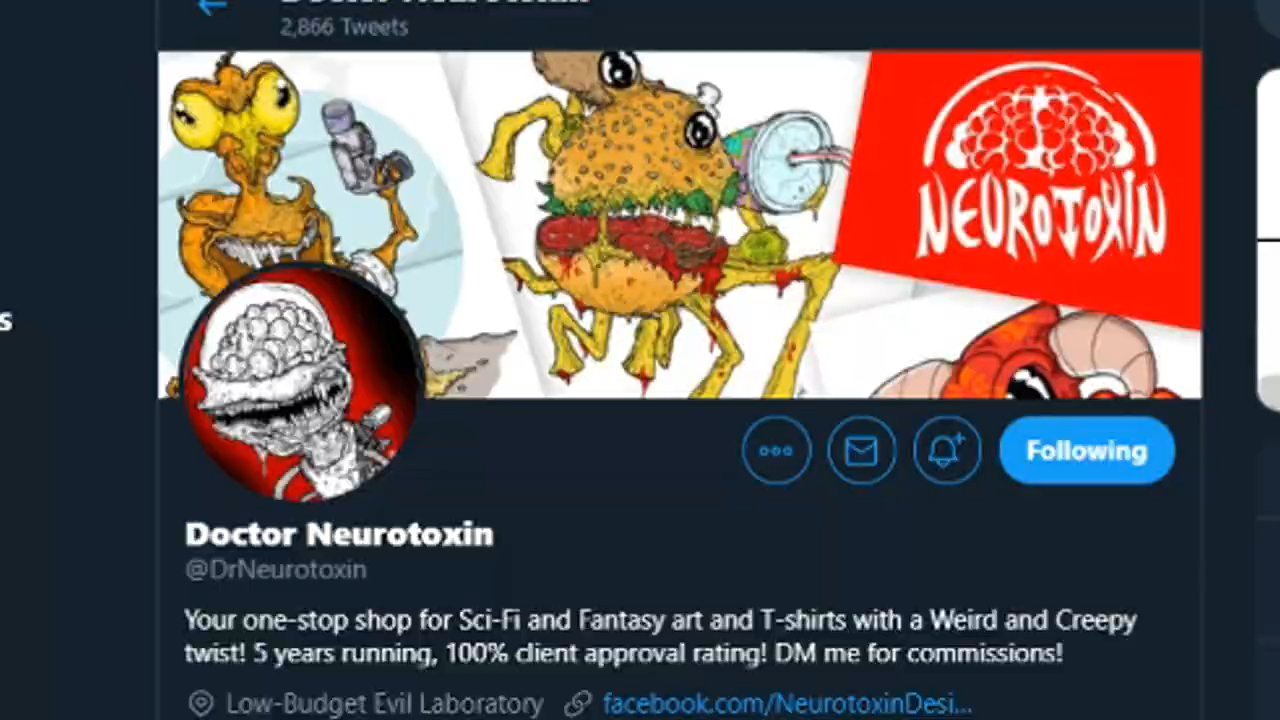 Doctor Neurotoxin
2,866 Tweets
NEUROTOXIN
Following
Doctor Neurotoxin
@DrNeurotoxin
Your one-stop shop for Sci-Fi and Fantasy art and T-shirts with a Weird and Creepy
twist! 5 years running, 100% client approval rating! DM me for commissions!
Low-Budget Evil Laboratory facebook.com/NeurotoxinDesi...
s